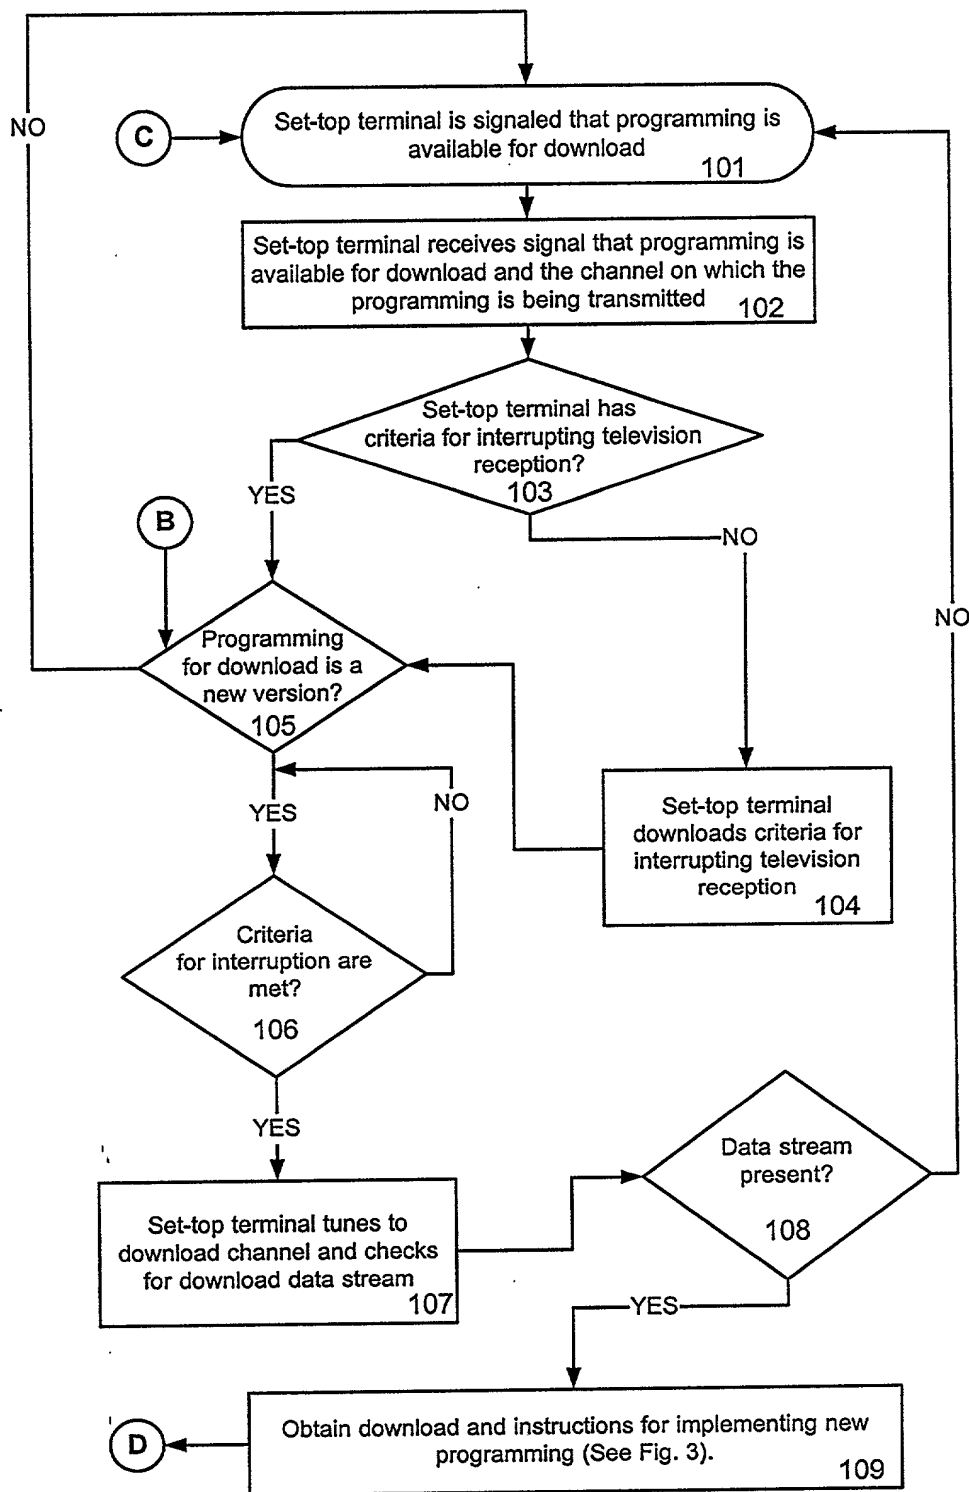 NO
C
Set-top terminal is signaled that programming is
available for download
101
Set-top terminal receives signal that programming is
available for download and the channel on which the
programming is being transmitted
102
Set-top terminal has
criteria for interrupting television
reception?
103
YES
NO
B
Programming
for download is a
new version?
105
NO
YES
NO
Set-top terminal
downloads criteria for
interrupting television
reception
104
Criteria
for interruption are
met?
106
YES
Data stream
present?
108
Set-top terminal tunes to
download channel and checks
for download data stream
107
YES
Obtain download and instructions for implementing new
programming (See Fig. 3).
109
D